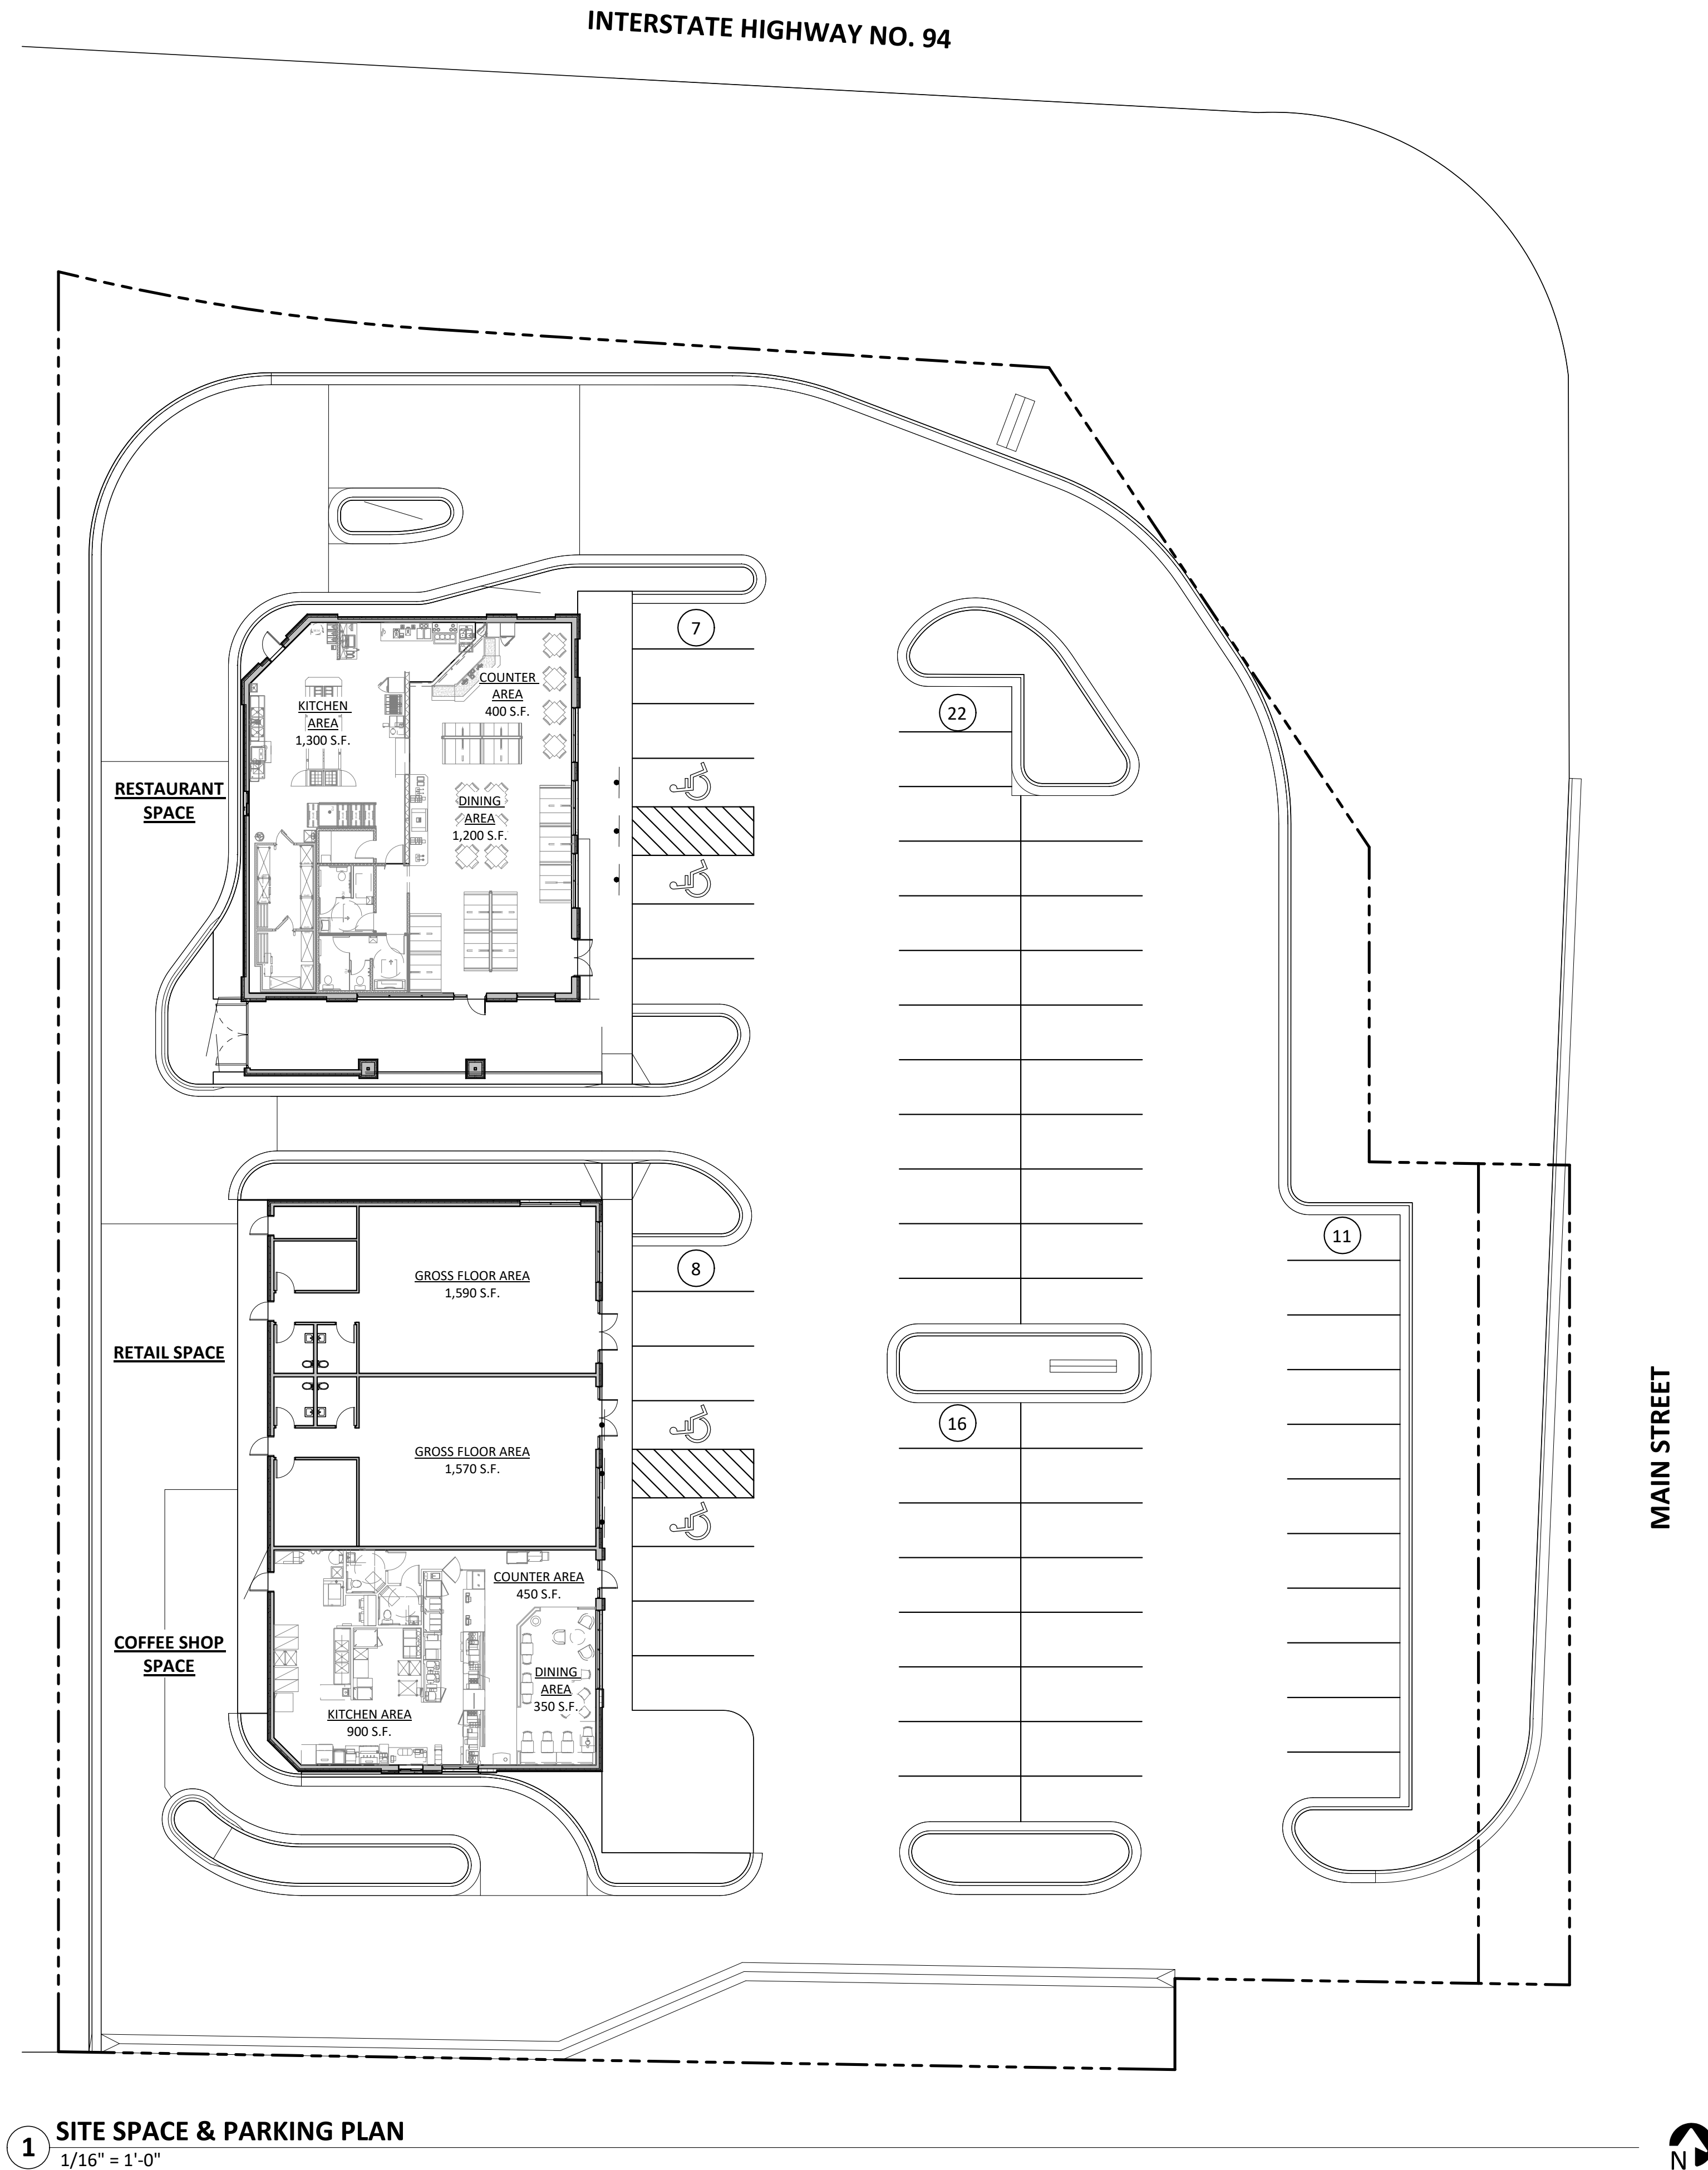 INTERSTATE HIGHWAY NO. 94
7
COUNTER
AREA
400 S.F.
KITCHEN
AREA
1,300 S.F.
22
RESTAURANT
SPACE
DINING
AREA
1,200 S.F.
11
8
GROSS FLOOR AREA
1,590 S.F.
RETAIL SPACE
MAIN STREET
16
GROSS FLOOR AREA
1,570 S.F.
COUNTER AREA
450 S.F.
COFFEE SHOP
SPACE
DINING
AREA
350 S.F.
KITCHEN AREA
900 S.F.
1
SITE SPACE & PARKING PLAN
1/16" = 1'-0"
N